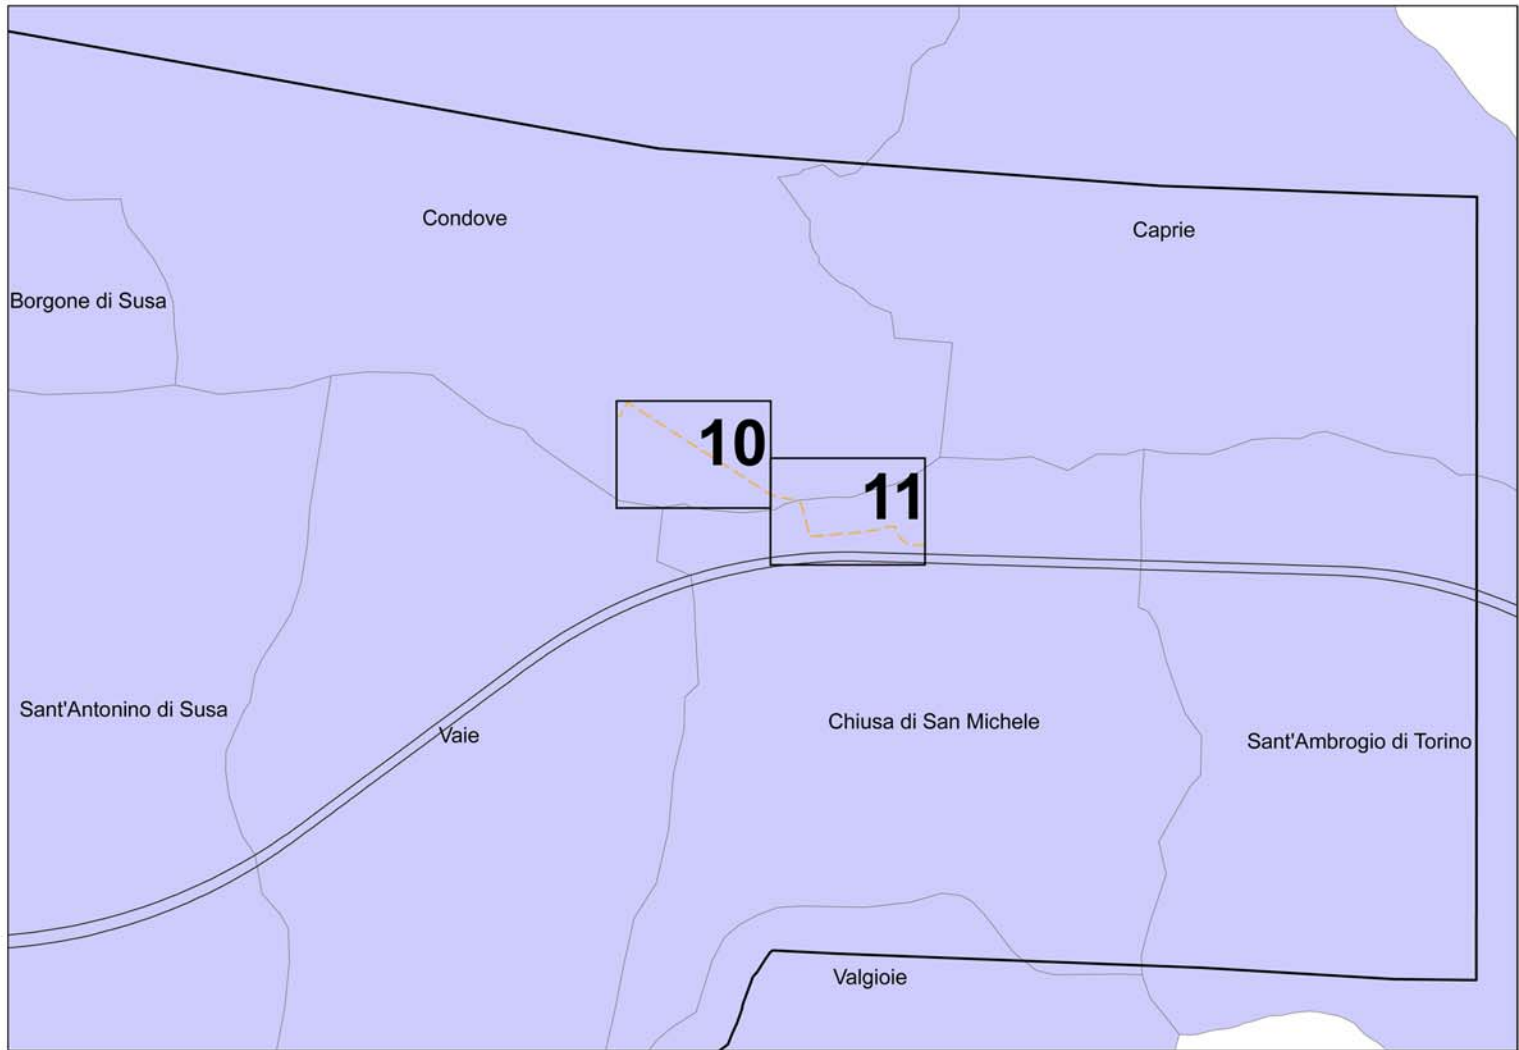 Condove
Caprie
Borgone di Susa
10
11
Sant'Antonino di Susa
Vaie
Chiusa di San Michele
Sant'Ambrogio di Torino
Valgioie